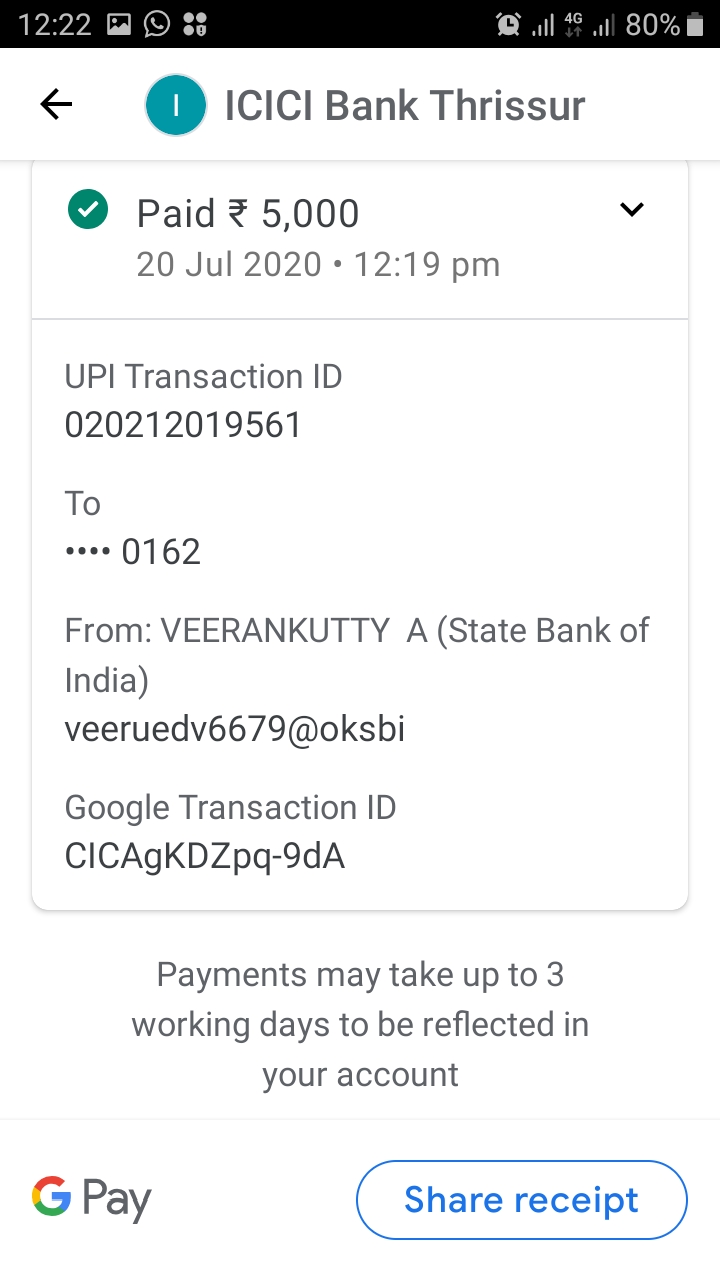 12:22 4G 80%
I ICICI Bank Thrissur
Paid ₹ 5,000
20 Jul 2020 • 12:19 pm
UPI Transaction ID
020212019561
To
•••• 0162
From: VEERANKUTTY  A (State Bank of
India)
veeruedv6679@oksbi
Google Transaction ID
CICAgKDZpq-9dA
Payments may take up to 3
working days to be reflected in
your account
G Pay
Share receipt